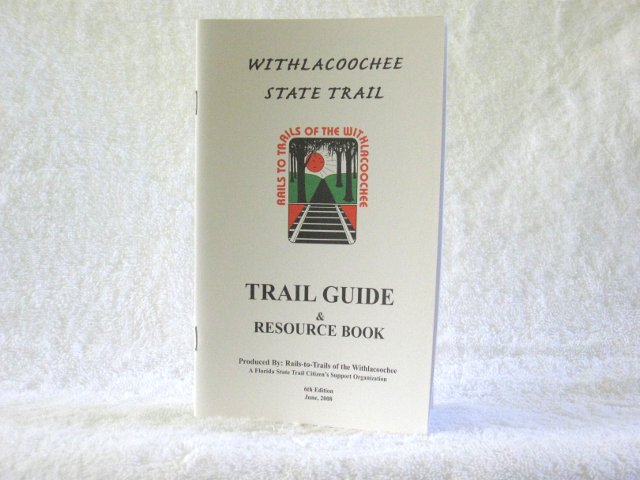 WITHLACOOCHEE
STATE TRAIL
RAILS TO TRAILS OF THE WITHLACOOCHEE
TRAIL GUIDE
&
RESOURCE BOOK
Produced By: Rails-to-Trails of the Withlacoochee
A Florida State Trail Citizen's Support Organization
6th Edition
June, 2008